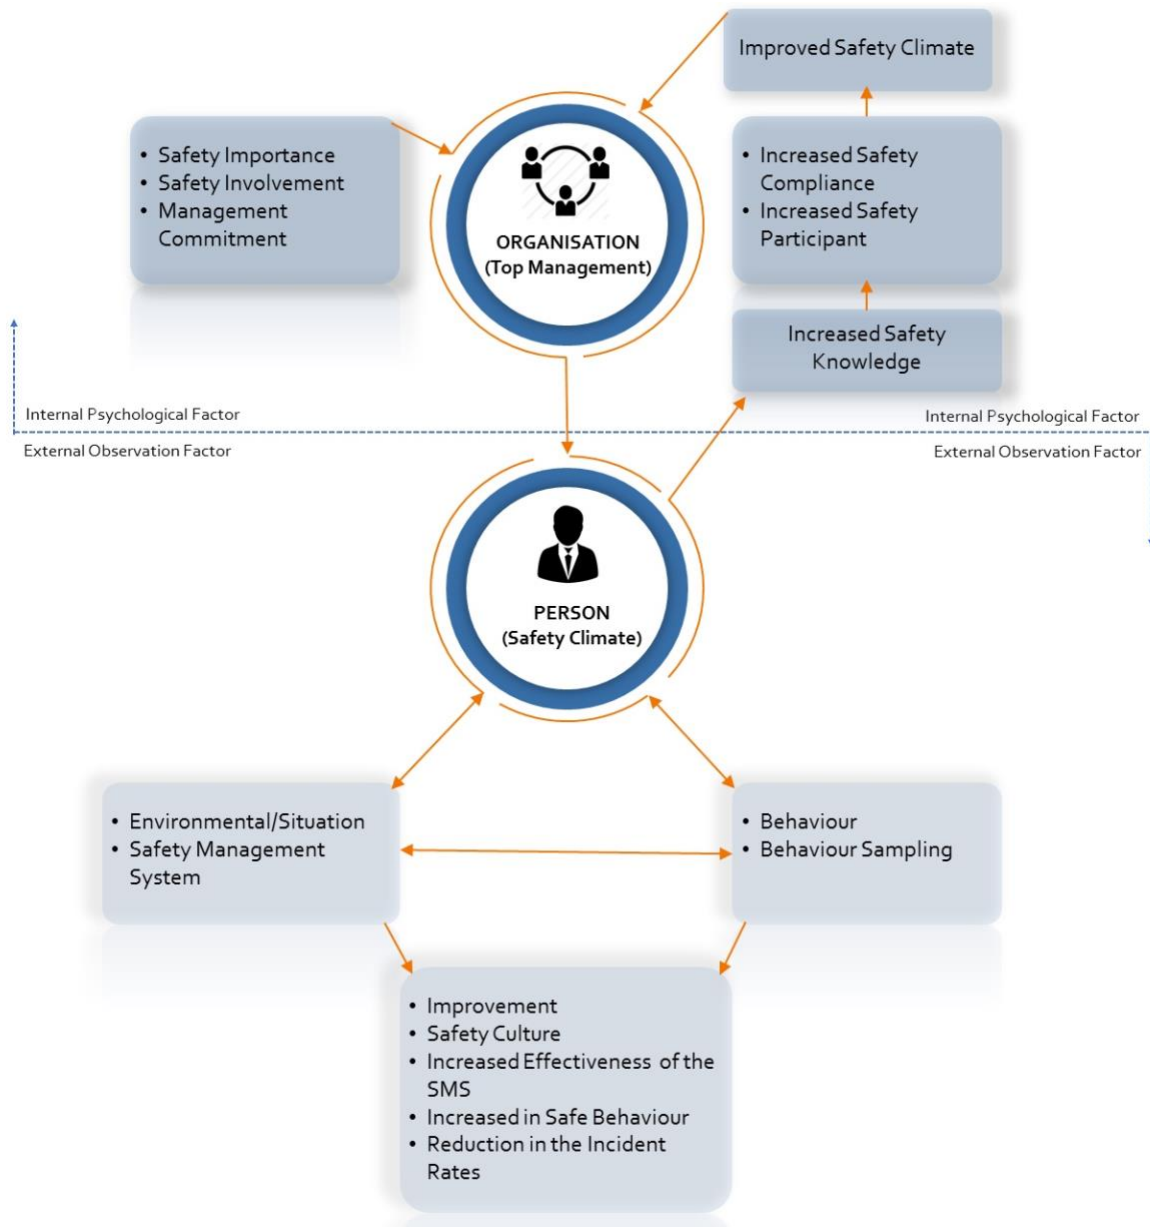 Improved Safety Climate
• Safety Importance
• Safety Involvement
• Management
Commitment
ORGANISATION
(Top Management)
• Increased Safety
Compliance
• Increased Safety
Participant
Increased Safety
Knowledge
Internal Psychological Factor
Internal Psychological Factor
External Observation Factor
External Observation Factor
PERSON
(Safety Climate)
• Environmental/Situation
• Safety Management
System
• Behaviour
• Behaviour Sampling
• Improvement
• Safety Culture
• Increased Effectiveness of the
SMS
• Increased in Safe Behaviour
• Reduction in the Incident
Rates